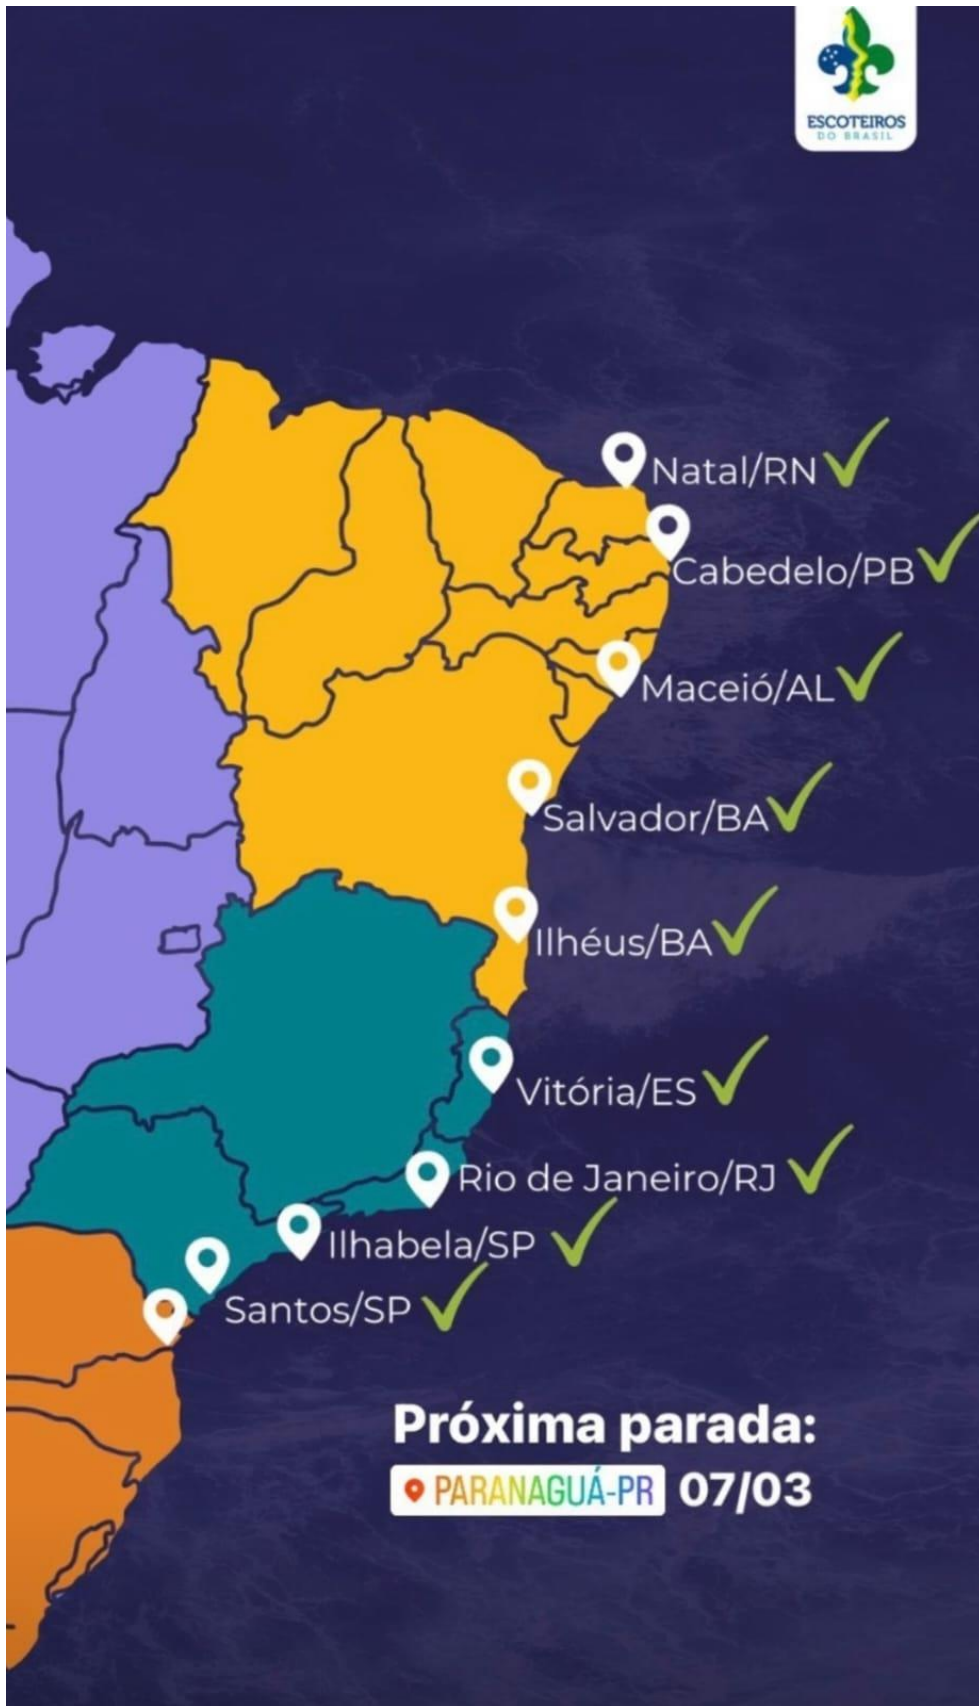 ESCOTEIROS
DO BRASIL
Natal/RN
Cabedelo/PB
Maceió/AL
Salvador/BA
Ilhéus/BA
Vitória/ES
Rio de Janeiro/RJ
Ilhabela/SP
Santos/SP
Próxima parada:
PARANAGUÁ-PR 07/03